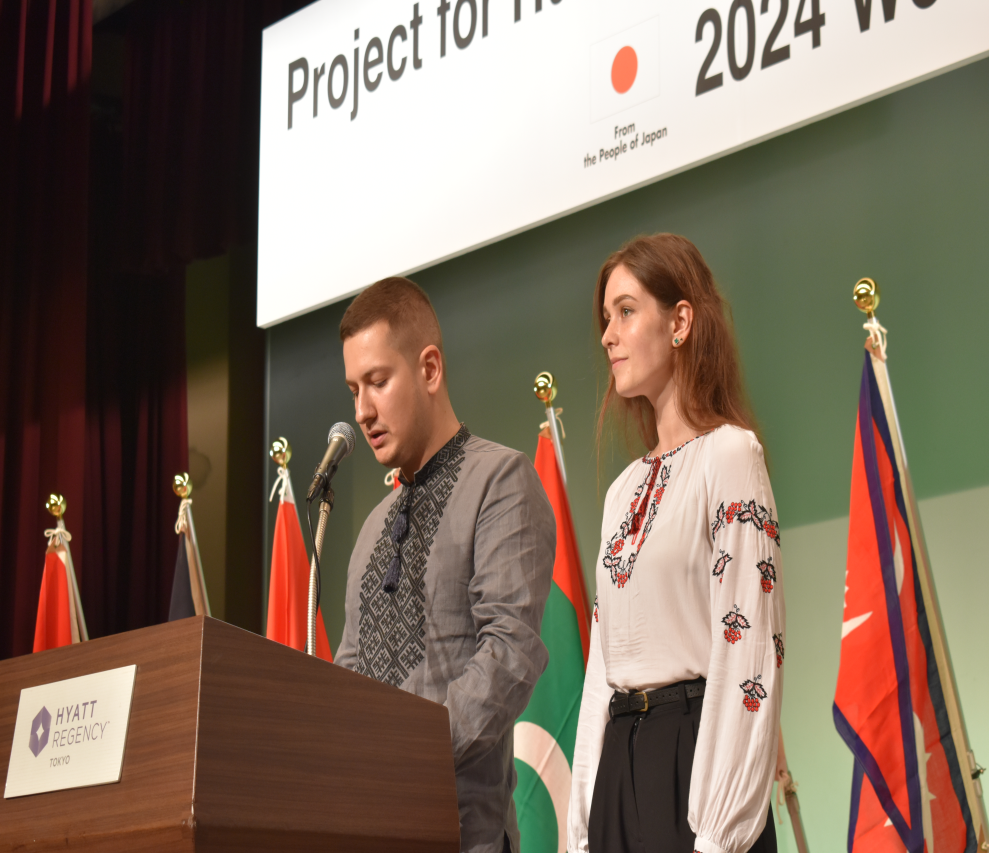 Project for
2024
From
the People of Japan
HYATT
REGENCY
TOKYO